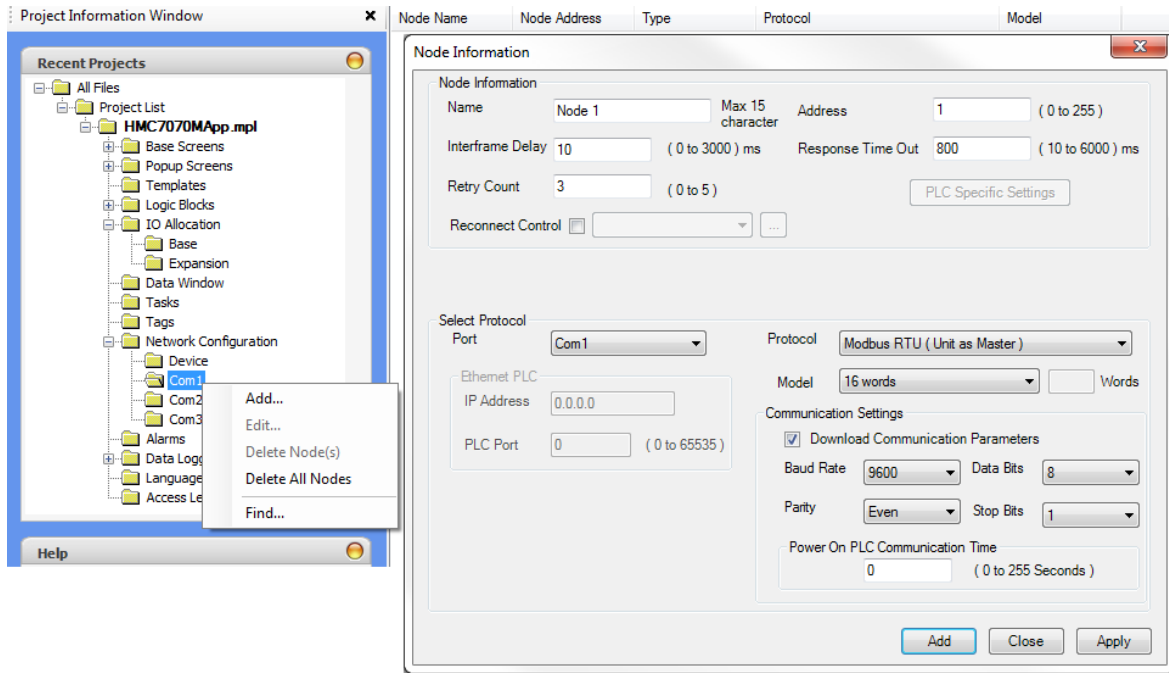 Project Information Window
Recent Projects
All Files
Project List
HMC7070MApp.mpl
Base Screens
Popup Screens
Templates
Logic Blocks
IO Allocation
Base
Expansion
Data Window
Tasks
Tags
Network Configuration
Device
Com1
Com2
Com3
Alarms
Data Logg
Language
Access Le
Add...
Edit...
Delete Node(s)
Delete All Nodes
Find...
Help
Node Name Node Address Type Protocol Model
Node Information
Node Information
Name Node 1 Max 15 character Address 1 ( 0 to 255 )
Interframe Delay 10 ( 0 to 3000 ) ms Response Time Out 800 ( 10 to 6000 ) ms
Retry Count 3 ( 0 to 5 ) PLC Specific Settings
Reconnect Control ...
Select Protocol
Port Com1 Protocol Modbus RTU ( Unit as Master )
Ethernet PLC
IP Address 0.0.0.0
PLC Port 0 ( 0 to 65535 )
Model 16 words Words
Communication Settings
Download Communication Parameters
Baud Rate 9600 Data Bits 8
Parity Even Stop Bits 1
Power On PLC Communication Time
0 ( 0 to 255 Seconds )
Add Close Apply